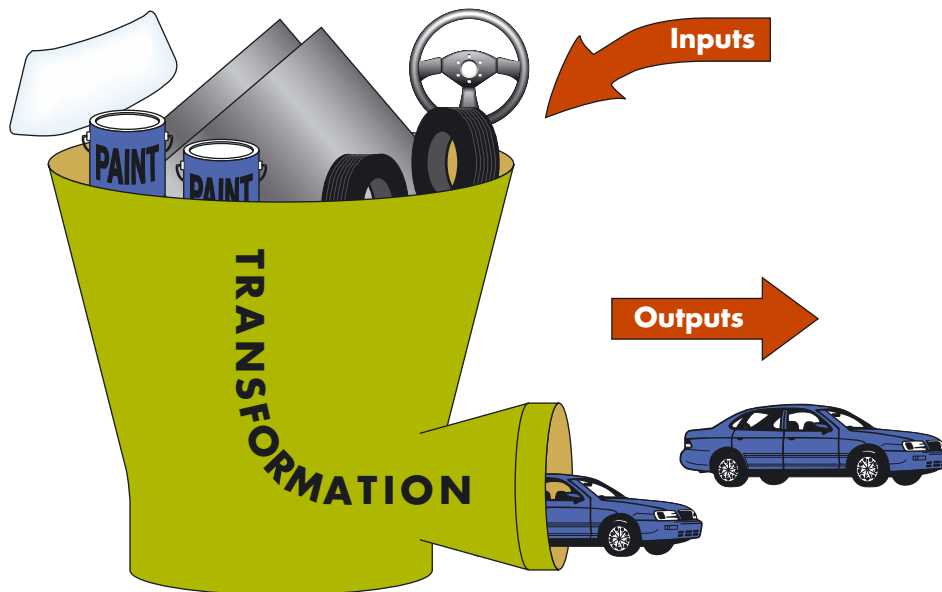 Inputs
PAINT
PAINT
TRANSFORMATION
Outputs